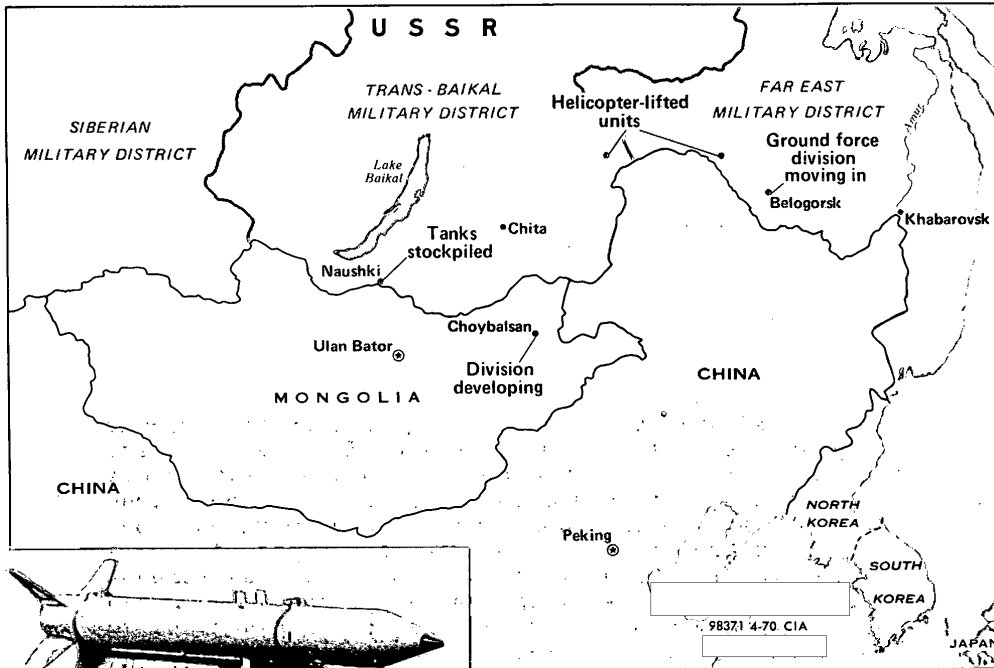 USSR
TRANS - BAIKAL
MILITARY DISTRICT
FAR EAST
MILITARY DISTRICT
SIBERIAN
MILITARY DISTRICT
Helicopter-lifted
units
Amur
Lake
Baikal
Ground force
division
moving in
Belogorsk
Khabarovsk
Chita
Tanks
stockpiled
Naushki
Choybalsan
Ulan Bator
Division
developing
MONGOLIA
CHINA
CHINA
NORTH
KOREA
Peking
SOUTH
KOREA
98371 4-70 CIA
JAPAN